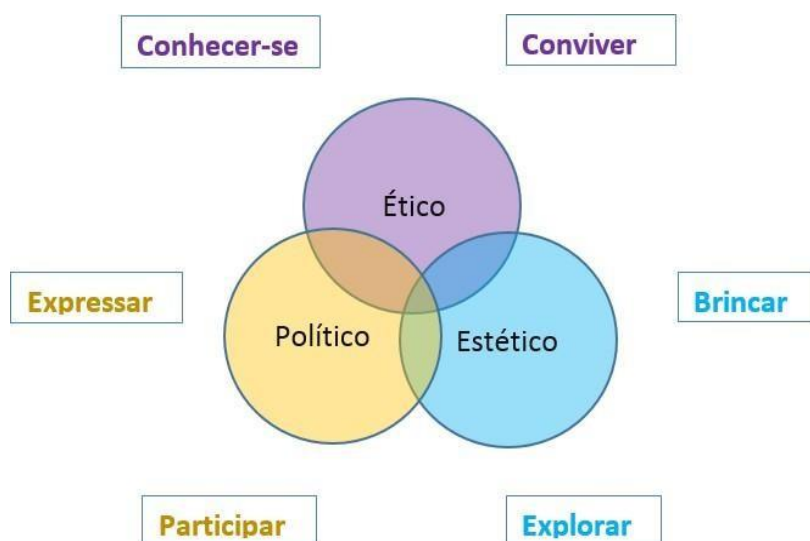 Conhecer-se
Conviver
Ético
Expressar
Brincar
Político
Estético
Participar
Explorar